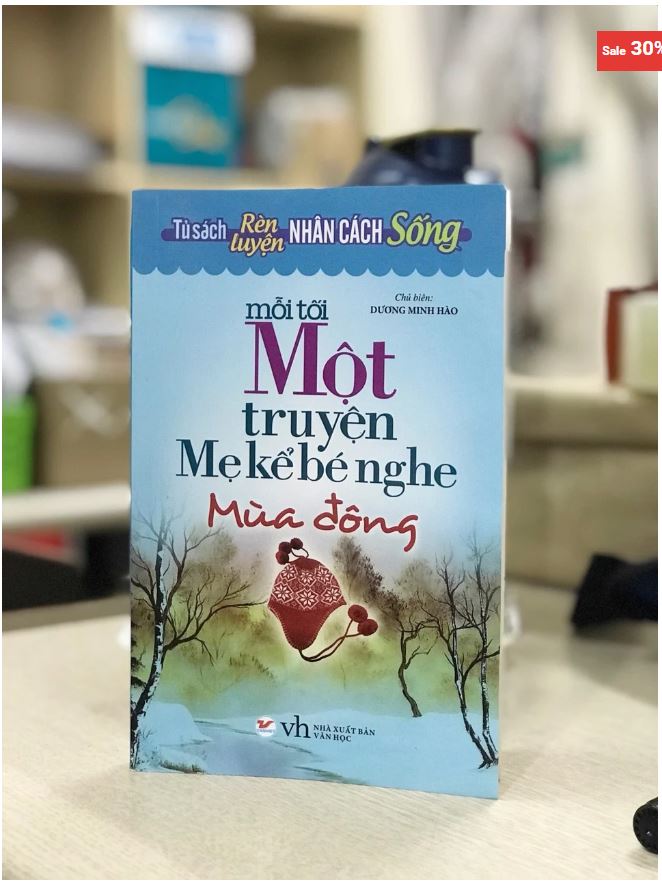 Sale 30%
Tủ sách Rèn luyện NHÂN CÁCH Sống
Chủ biên:
DƯƠNG MINH HÀO
mỗi tối
Một
truyện
Mẹ kể bé nghe
Mùa đông
vh NHÀ XUẤT BẢN
VĂN HỌC